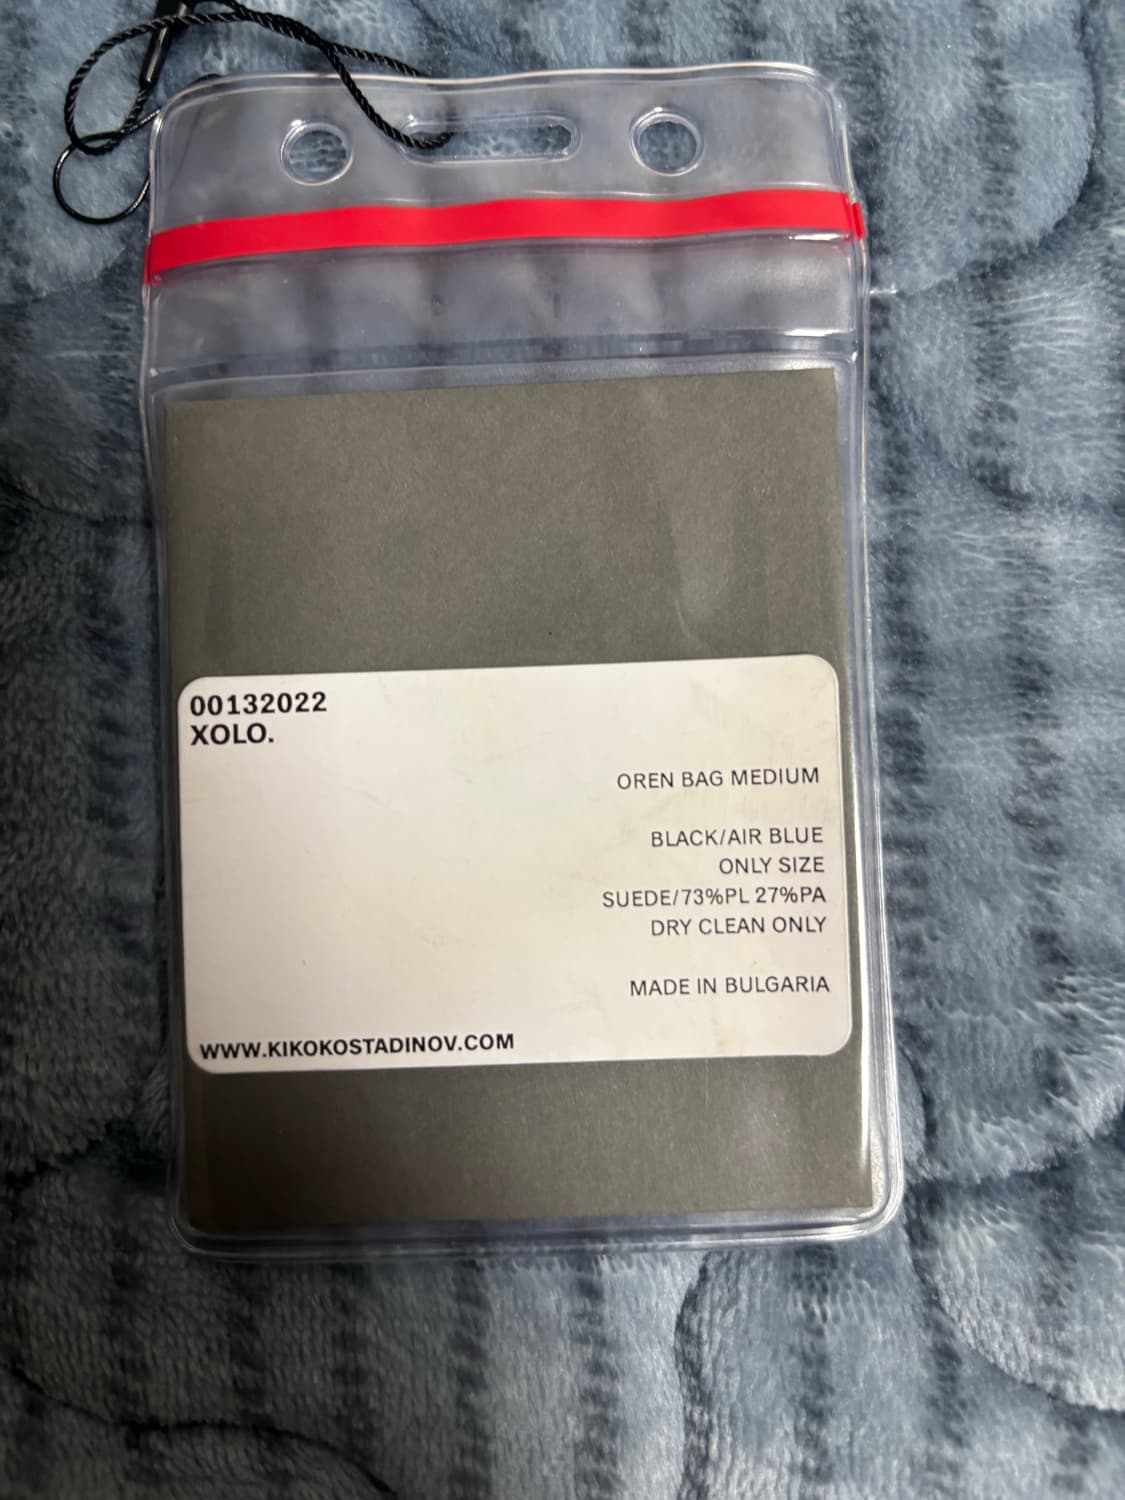 00132022
XOLO.
OREN BAG MEDIUM
BLACK/AIR BLUE
ONLY SIZE
SUEDE/73%PL 27%PA
DRY CLEAN ONLY
MADE IN BULGARIA
WWW.KIKOKOSTADINOV.COM